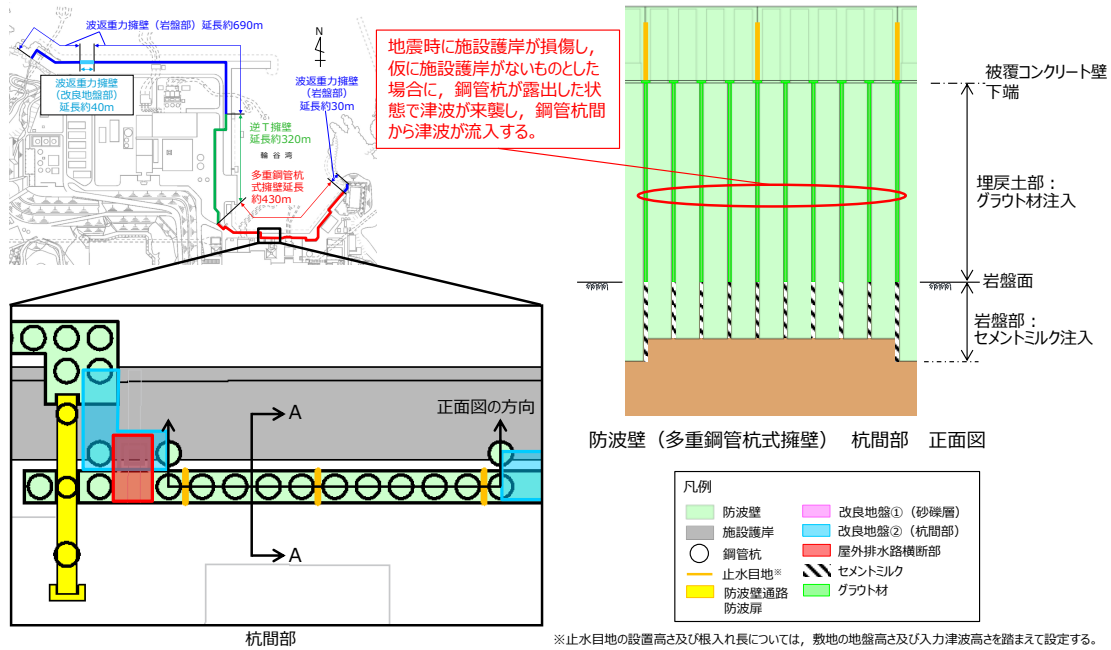 波返重力擁壁（岩盤部）延長約690m
波返重力擁壁
（改良地盤部）
延長約40m
N
波返重力擁壁
（岩盤部）
延長約30m
逆T擁壁
延長約320m
輪谷湾
多重鋼管杭
式擁壁延長
約430m
地震時に施設護岸が損傷し，
仮に施設護岸がないものとした
場合に，鋼管杭が露出した状
態で津波が来襲し，鋼管杭間
から津波が流入する。
被覆コンクリート壁
下端
埋戻土部：
グラウト材注入
岩盤面
岩盤部：
セメントミルク注入
防波壁（多重鋼管杭式擁壁） 杭間部 正面図
A
正面図の方向
A
杭間部
凡例
防波壁
施設護岸
鋼管杭
止水目地※
防波壁通路
防波扉
改良地盤①（砂礫層）
改良地盤②（杭間部）
屋外排水路横断部
セメントミルク
グラウト材
※止水目地の設置高さ及び根入れ長については，敷地の地盤高さ及び入力津波高さを踏まえて設定する。